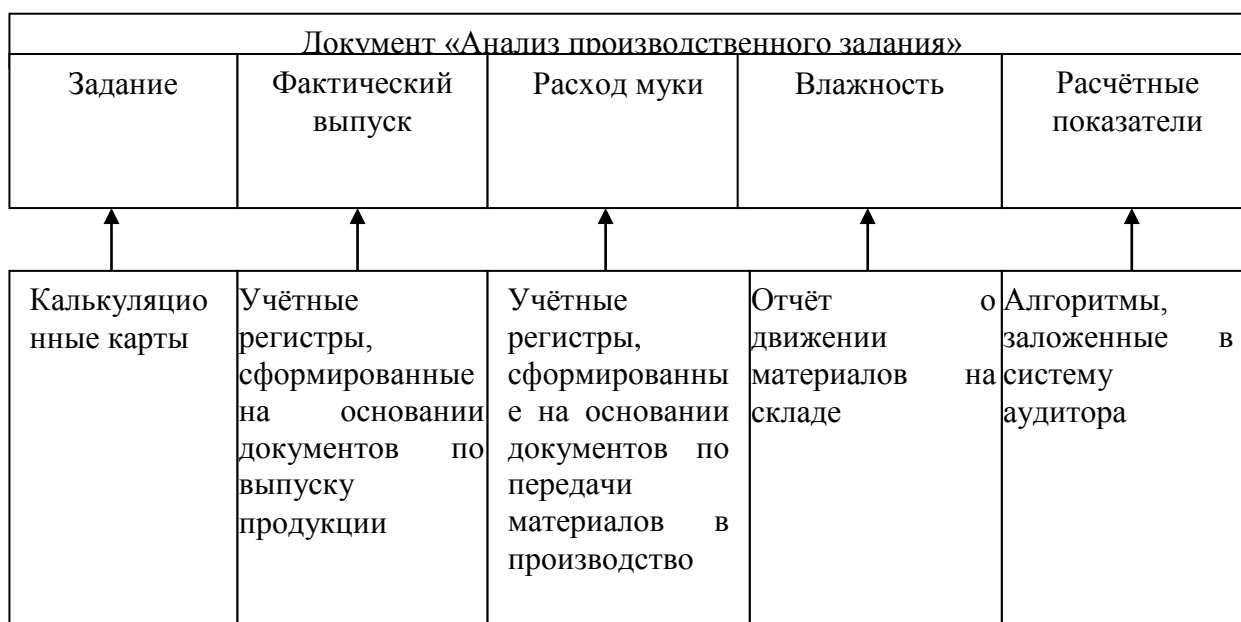 Документ «Анализ производственного задания»
Задание
Фактический
выпуск
Расход муки
Влажность
Расчётные
показатели
Калькуляцио
нные карты
Учётные
регистры,
сформированные
на основании
документов по
выпуску
продукции
Учётные
регистры,
сформированны
е на основании
документов по
передачи
материалов в
производство
Отчёт о
движении
материалов на
складе
Алгоритмы,
заложенные в
систему
аудитора